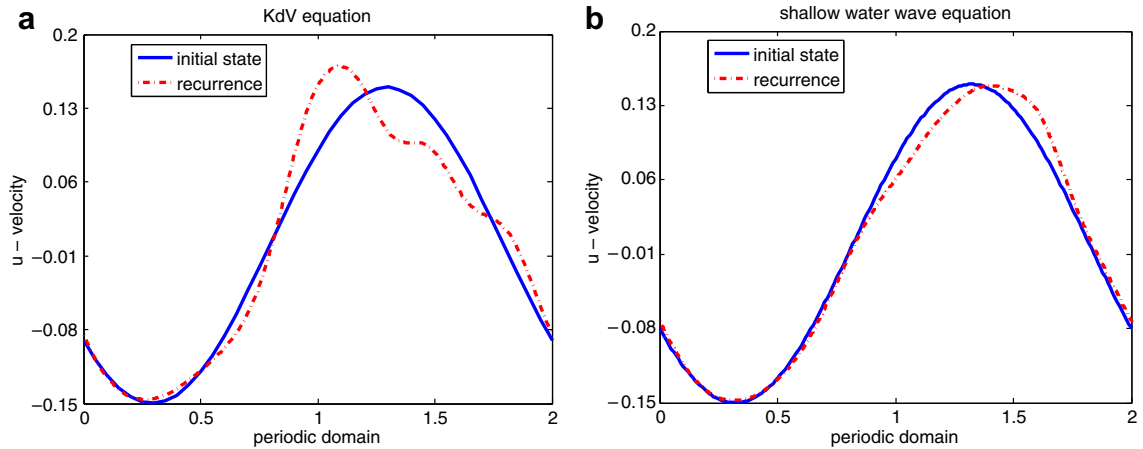 a
KdV equation
0.2
0.13
0.06
−0.01
−0.08
−0.15
u − velocity
initial state
recurrence
0
0.5
1
1.5
2
periodic domain
b
shallow water wave equation
0.2
0.13
0.06
−0.01
−0.08
−0.15
u − velocity
initial state
recurrence
0
0.5
1
1.5
2
periodic domain